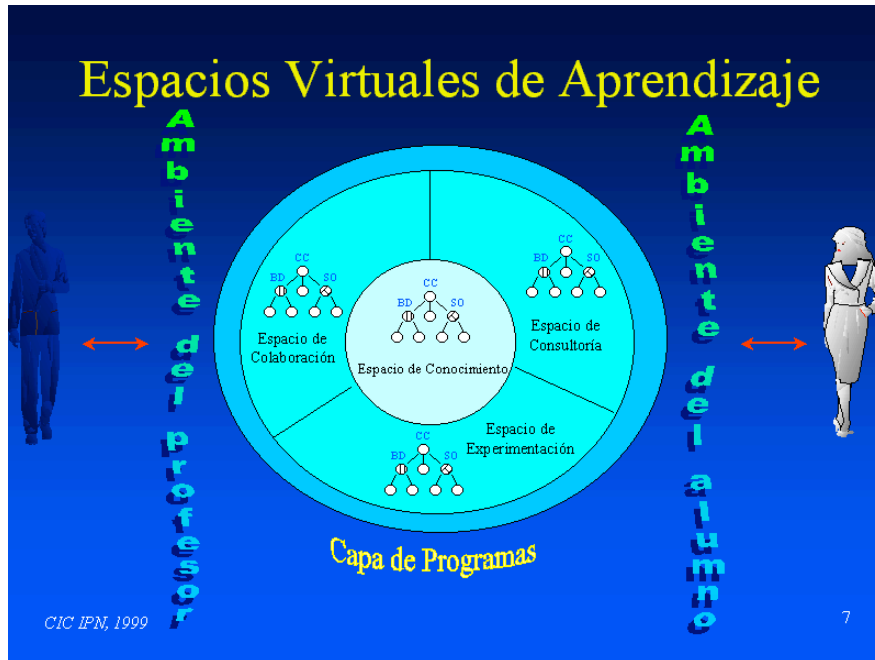 Espacios Virtuales de Aprendizaje
Ambiente del profesor
CC
BD SO
Espacio de
Colaboración
CC
BD SO
Espacio de Conocimiento
CC
BD SO
Espacio de
Consultoría
Espacio de
Experimentación
CC
BD SO
Ambiente del alumno
Capa de Programas
CIC IPN, 1999
7